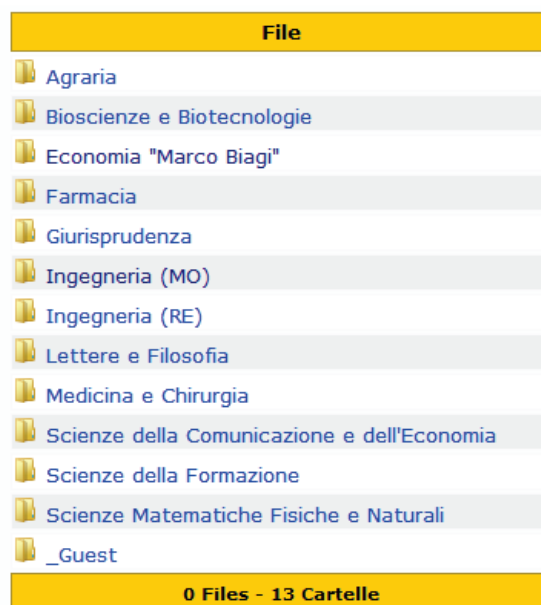 File
Agraria
Bioscienze e Biotecnologie
Economia "Marco Biagi"
Farmacia
Giurisprudenza
Ingegneria (MO)
Ingegneria (RE)
Lettere e Filosofia
Medicina e Chirurgia
Scienze della Comunicazione e dell'Economia
Scienze della Formazione
Scienze Matematiche Fisiche e Naturali
_Guest
0 Files - 13 Cartelle